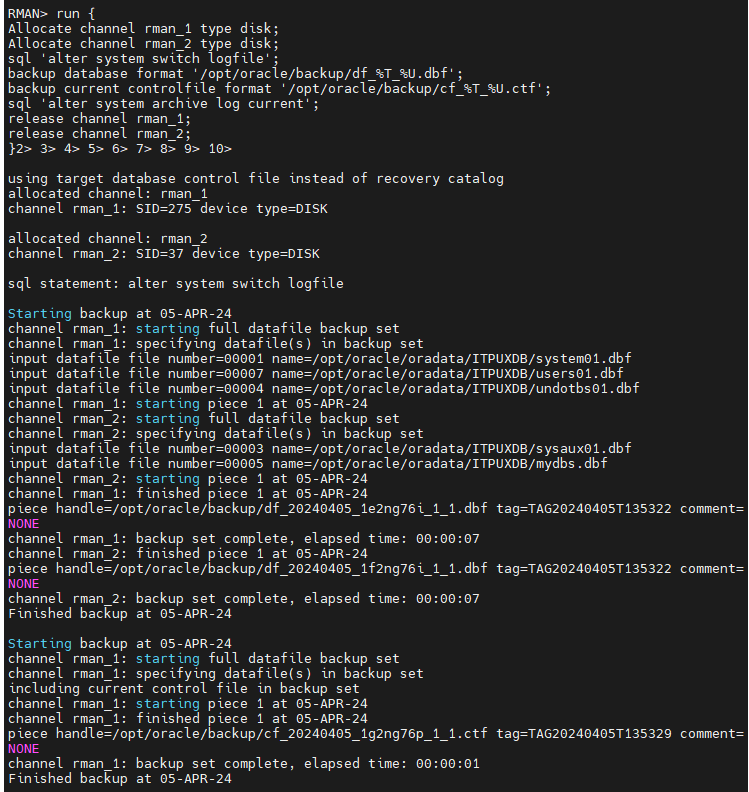 RMAN> run {
Allocate channel rman_1 type disk;
Allocate channel rman_2 type disk;
sql 'alter system switch logfile';
backup database format '/opt/oracle/backup/df_%T_%U.dbf';
backup current controlfile format '/opt/oracle/backup/cf_%T_%U.ctf';
sql 'alter system archive log current';
release channel rman_1;
release channel rman_2;
}2> 3> 4> 5> 6> 7> 8> 9> 10>
using target database control file instead of recovery catalog
allocated channel: rman_1
channel rman_1: SID=275 device type=DISK
allocated channel: rman_2
channel rman_2: SID=37 device type=DISK
sql statement: alter system switch logfile
Starting backup at 05-APR-24
channel rman_1: starting full datafile backup set
channel rman_1: specifying datafile(s) in backup set
input datafile file number=00001 name=/opt/oracle/oradata/ITPUXDB/system01.dbf
input datafile file number=00007 name=/opt/oracle/oradata/ITPUXDB/users01.dbf
input datafile file number=00004 name=/opt/oracle/oradata/ITPUXDB/undotbs01.dbf
channel rman_1: starting piece 1 at 05-APR-24
channel rman_2: starting full datafile backup set
channel rman_2: specifying datafile(s) in backup set
input datafile file number=00003 name=/opt/oracle/oradata/ITPUXDB/sysaux01.dbf
input datafile file number=00005 name=/opt/oracle/oradata/ITPUXDB/mydbs.dbf
channel rman_2: starting piece 1 at 05-APR-24
channel rman_1: finished piece 1 at 05-APR-24
piece handle=/opt/oracle/backup/df_20240405_1e2ng76i_1_1.dbf tag=TAG20240405T135322 comment=
NONE
channel rman_1: backup set complete, elapsed time: 00:00:07
channel rman_2: finished piece 1 at 05-APR-24
piece handle=/opt/oracle/backup/df_20240405_1f2ng76i_1_1.dbf tag=TAG20240405T135322 comment=
NONE
channel rman_2: backup set complete, elapsed time: 00:00:07
Finished backup at 05-APR-24
Starting backup at 05-APR-24
channel rman_1: starting full datafile backup set
channel rman_1: specifying datafile(s) in backup set
including current control file in backup set
channel rman_1: starting piece 1 at 05-APR-24
channel rman_1: finished piece 1 at 05-APR-24
piece handle=/opt/oracle/backup/cf_20240405_1g2ng76p_1_1.ctf tag=TAG20240405T135329 comment=
NONE
channel rman_1: backup set complete, elapsed time: 00:00:01
Finished backup at 05-APR-24